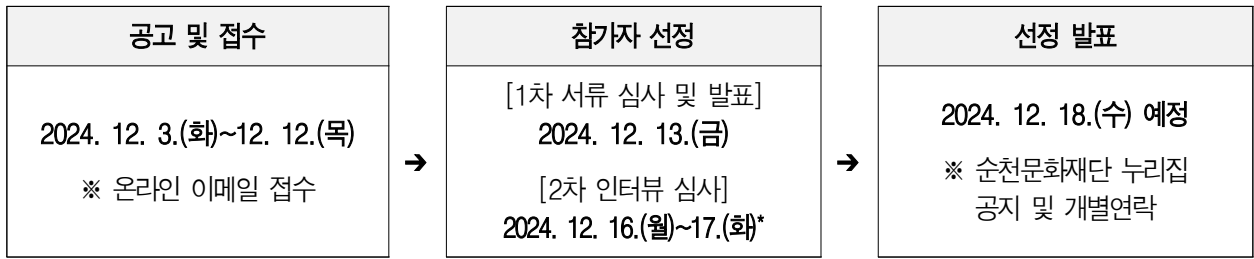 공고 및 접수
2024. 12. 3.(화)~12. 12.(목)
※ 온라인 이메일 접수
➔
참가자 선정
[1차 서류 심사 및 발표]
2024. 12. 13.(금)
[2차 인터뷰 심사]
2024. 12. 16.(월)~17.(화)*
➔
선정 발표
2024. 12. 18.(수) 예정
※ 순천문화재단 누리집
공지 및 개별연락